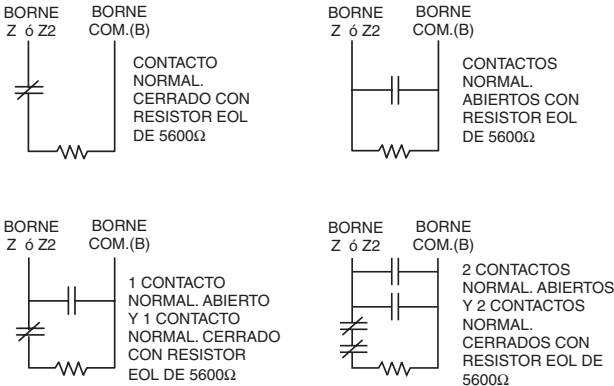 BORNE
Z ó Z2
BORNE
COM.(B)
CONTACTO
NORMAL.
CERRADO CON
RESISTOR EOL
DE 5600Ω
BORNE
Z ó Z2
BORNE
COM.(B)
CONTACTOS
NORMAL.
ABIERTOS CON
RESISTOR EOL
DE 5600Ω
BORNE
Z ó Z2
BORNE
COM.(B)
1 CONTACTO
NORMAL. ABIERTO
Y 1 CONTACTO
NORMAL. CERRADO
CON RESISTOR
EOL DE 5600Ω
BORNE
Z ó Z2
BORNE
COM.(B)
2 CONTACTOS
NORMAL. ABIERTOS
Y 2 CONTACTOS
NORMAL.
CERRADOS CON
RESISTOR EOL DE
5600Ω